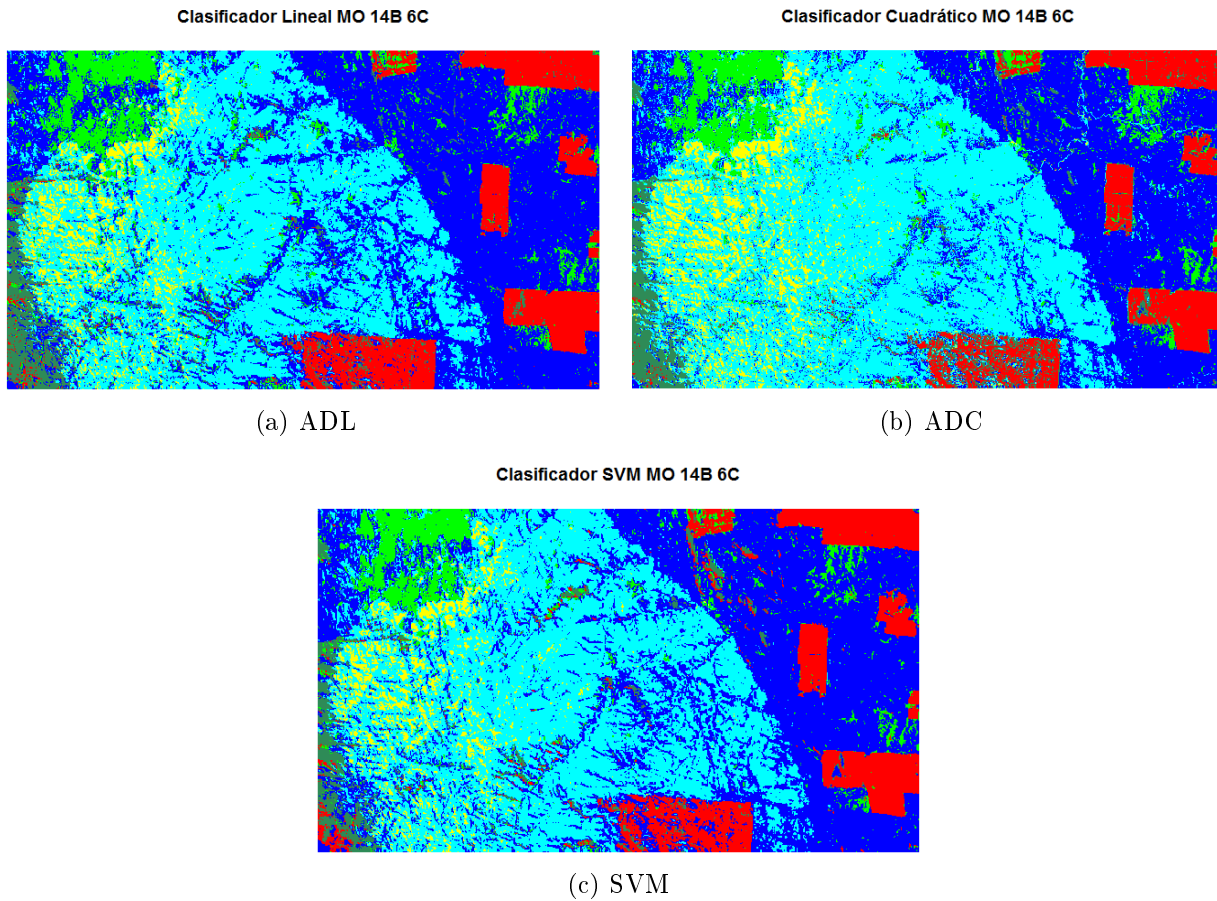 Clasificador Lineal MO 14B 6C
Clasificador Cuadrático MO 14B 6C
(a) ADL
(b) ADC
Clasificador SVM MO 14B 6C
(c) SVM